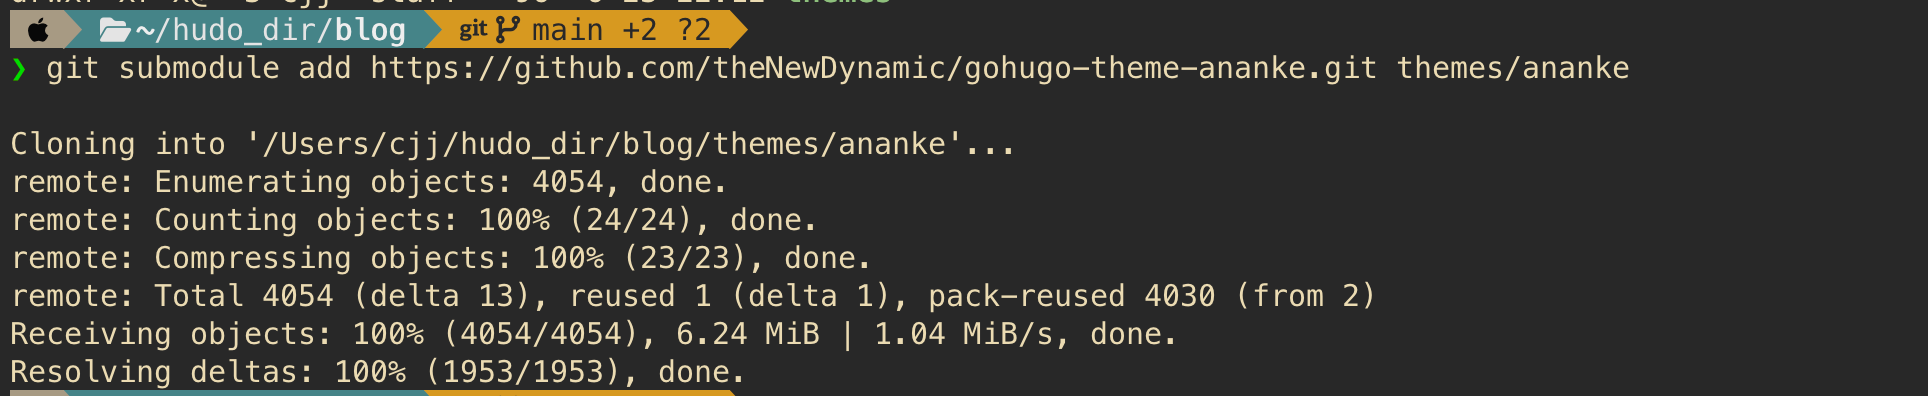 themes
~/hudo_dir/blog git main +2 ?2
❯ git submodule add https://github.com/theNewDynamic/gohugo-theme-ananke.git themes/ananke
Cloning into '/Users/cjj/hudo_dir/blog/themes/ananke'...
remote: Enumerating objects: 4054, done.
remote: Counting objects: 100% (24/24), done.
remote: Compressing objects: 100% (23/23), done.
remote: Total 4054 (delta 13), reused 1 (delta 1), pack-reused 4030 (from 2)
Receiving objects: 100% (4054/4054), 6.24 MiB | 1.04 MiB/s, done.
Resolving deltas: 100% (1953/1953), done.